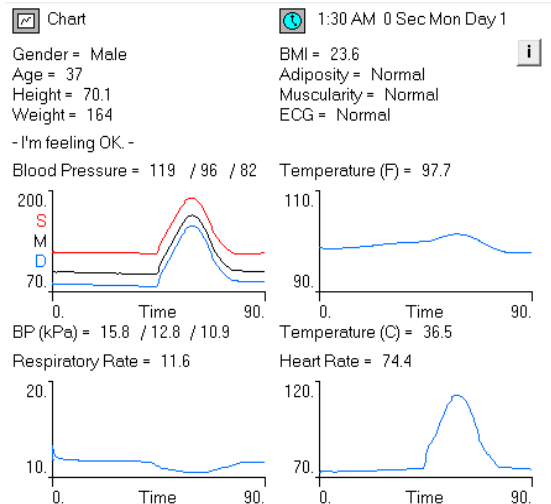 Chart
1:30 AM 0 Sec Mon Day 1
Gender = Male
Age = 37
Height = 70.1
Weight = 164
BMI = 23.6
Adiposity = Normal
Muscularity = Normal
ECG = Normal
i
- I'm feeling OK. -
Blood Pressure = 119 / 96 / 82
200.
S
M
D
70.
0. Time 90.
BP (kPa) = 15.8 / 12.8 / 10.9
Temperature (F) = 97.7
110.
90.
0. Time 90.
Temperature (C) = 36.5
Respiratory Rate = 11.6
20.
10.
0. Time 90.
Heart Rate = 74.4
120.
70.
0. Time 90.